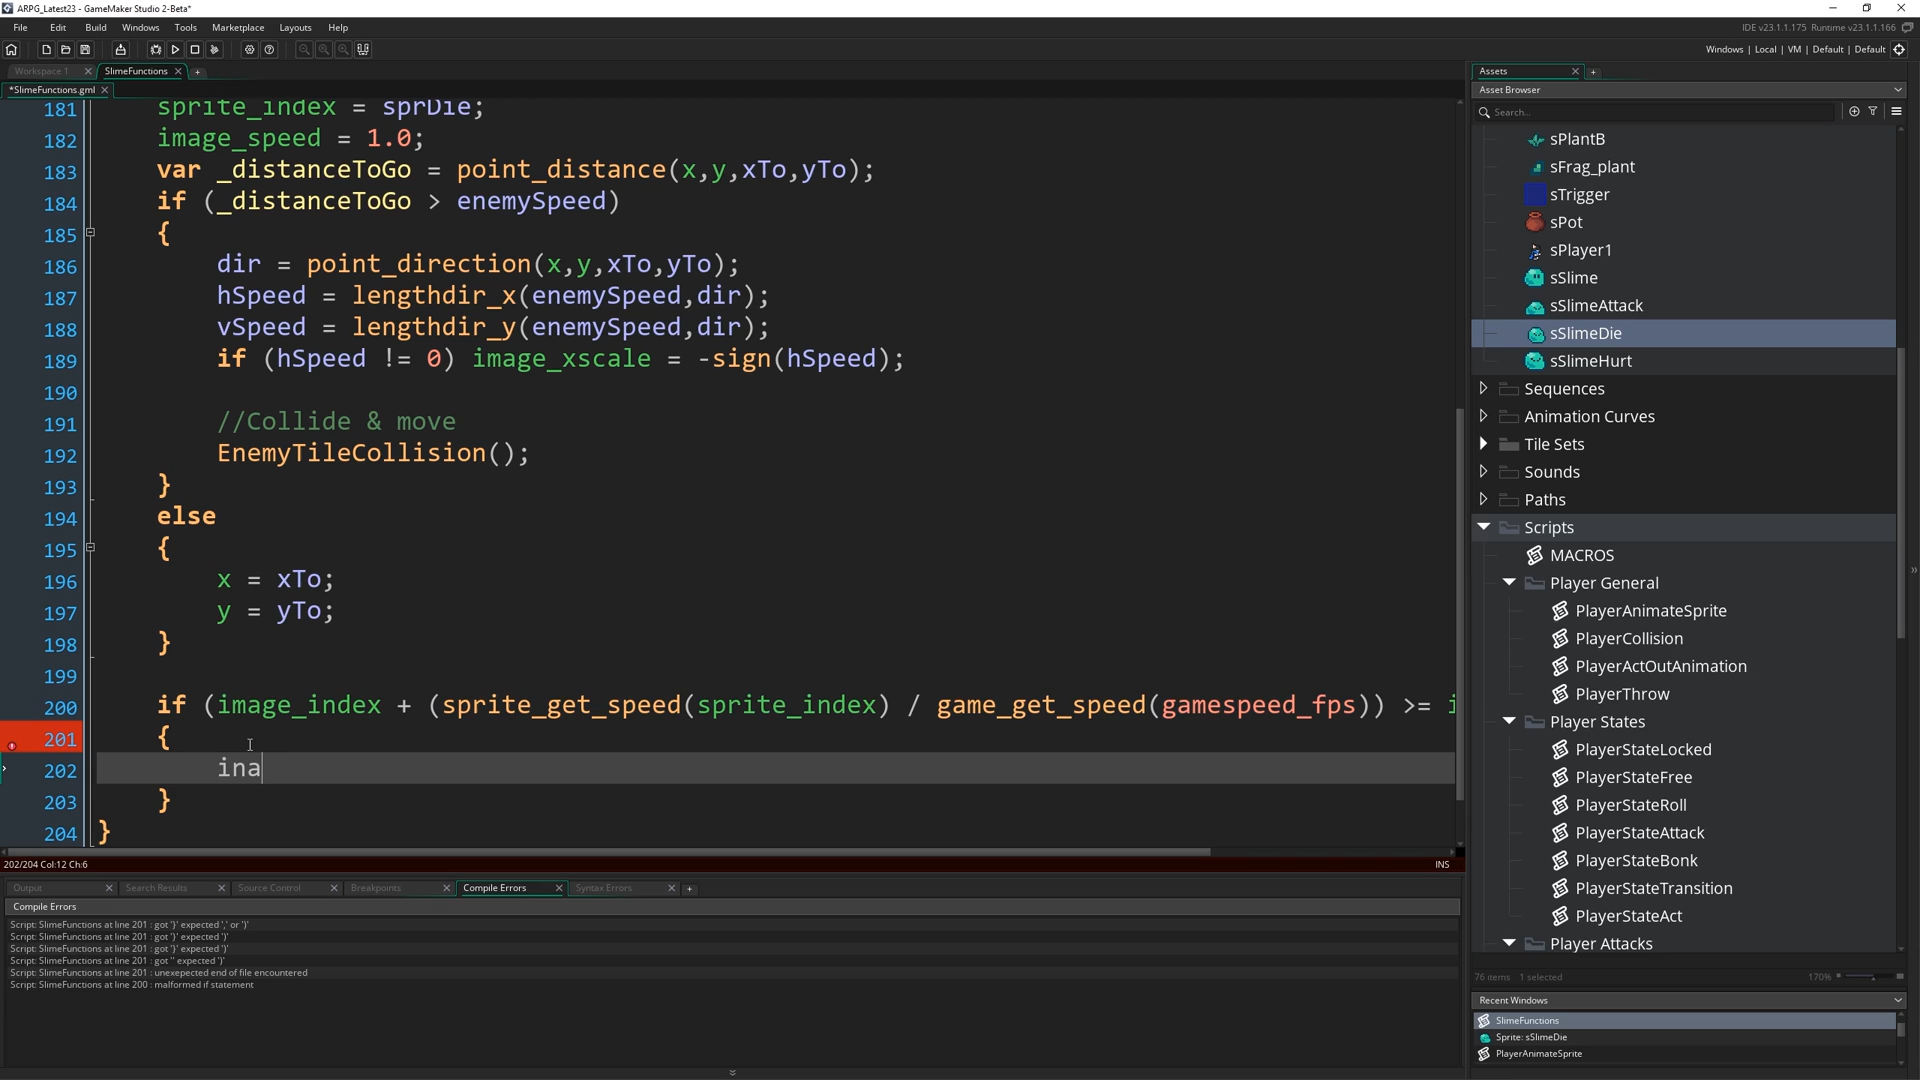 ARPG_Latest23 - GameMaker Studio 2-Beta*
File Edit Build Windows Tools Marketplace Layouts Help
IDE v23.1.1.175 Runtime v23.1.1.166
Windows | Local | VM | Default | Default
Workspace 1 SlimeFunctions
*SlimeFunctions.gml
181 sprite_index = sprDie;
182 image_speed = 1.0;
183 var _distanceToGo = point_distance(x,y,xTo,yTo);
184 if (_distanceToGo > enemySpeed)
185 {
186 dir = point_direction(x,y,xTo,yTo);
187 hSpeed = lengthdir_x(enemySpeed,dir);
188 vSpeed = lengthdir_y(enemySpeed,dir);
189 if (hSpeed != 0) image_xscale = -sign(hSpeed);
190
191 //Collide & move
192 EnemyTileCollision();
193 }
194 else
195 {
196 x = xTo;
197 y = yTo;
198 }
199
200 if (image_index + (sprite_get_speed(sprite_index) / game_get_speed(gamespeed_fps)) >= i
201 {
202 ina
203 }
204 }
202/204 Col:12 Ch:6
INS
Output Search Results Source Control Breakpoints Compile Errors Syntax Errors
Compile Errors
Script: SlimeFunctions at line 201 : got '}' expected ',' or ')'
Script: SlimeFunctions at line 201 : got '}' expected ')'
Script: SlimeFunctions at line 201 : got '}' expected ')'
Script: SlimeFunctions at line 201 : got '' expected ')'
Script: SlimeFunctions at line 201 : unexepected end of file encountered
Script: SlimeFunctions at line 200 : malformed if statement
Assets
Asset Browser
Search...
sPlantB
sFrag_plant
sTrigger
sPot
sPlayer1
sSlime
sSlimeAttack
sSlimeDie
sSlimeHurt
Sequences
Animation Curves
Tile Sets
Sounds
Paths
Scripts
MACROS
Player General
PlayerAnimateSprite
PlayerCollision
PlayerActOutAnimation
PlayerThrow
Player States
PlayerStateLocked
PlayerStateFree
PlayerStateRoll
PlayerStateAttack
PlayerStateBonk
PlayerStateTransition
PlayerStateAct
Player Attacks
76 items 1 selected
170%
Recent Windows
SlimeFunctions
Sprite: sSlimeDie
PlayerAnimateSprite